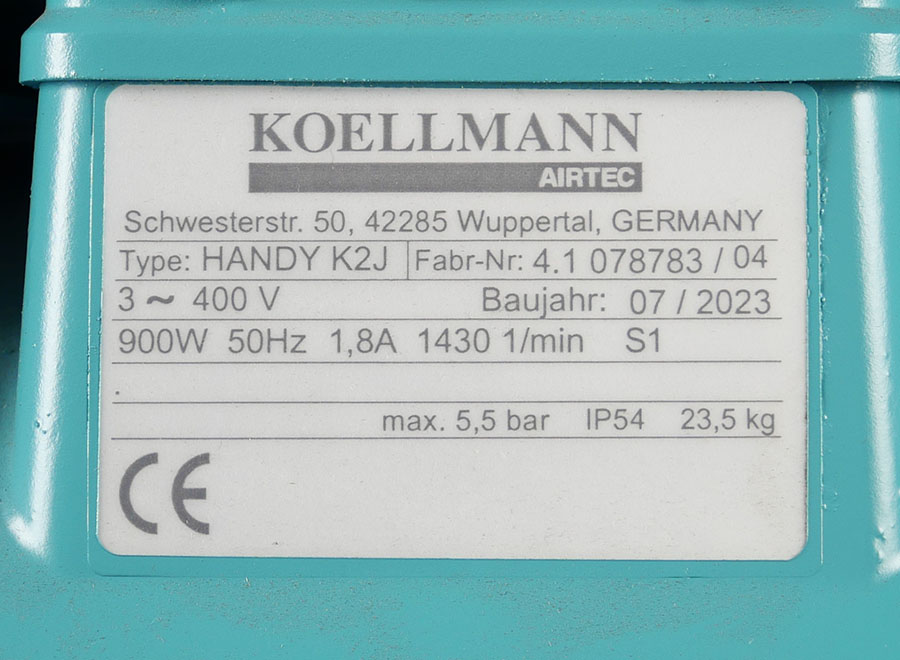 KOELLMANN
AIRTEC
Schwesterstr. 50, 42285 Wuppertal, GERMANY
Type: HANDY K2J Fabr-Nr: 4.1 078783 / 04
3 ~ 400 V Baujahr: 07 / 2023
900W 50Hz 1,8A 1430 1/min S1
.
max. 5,5 bar IP54 23,5 kg
CE